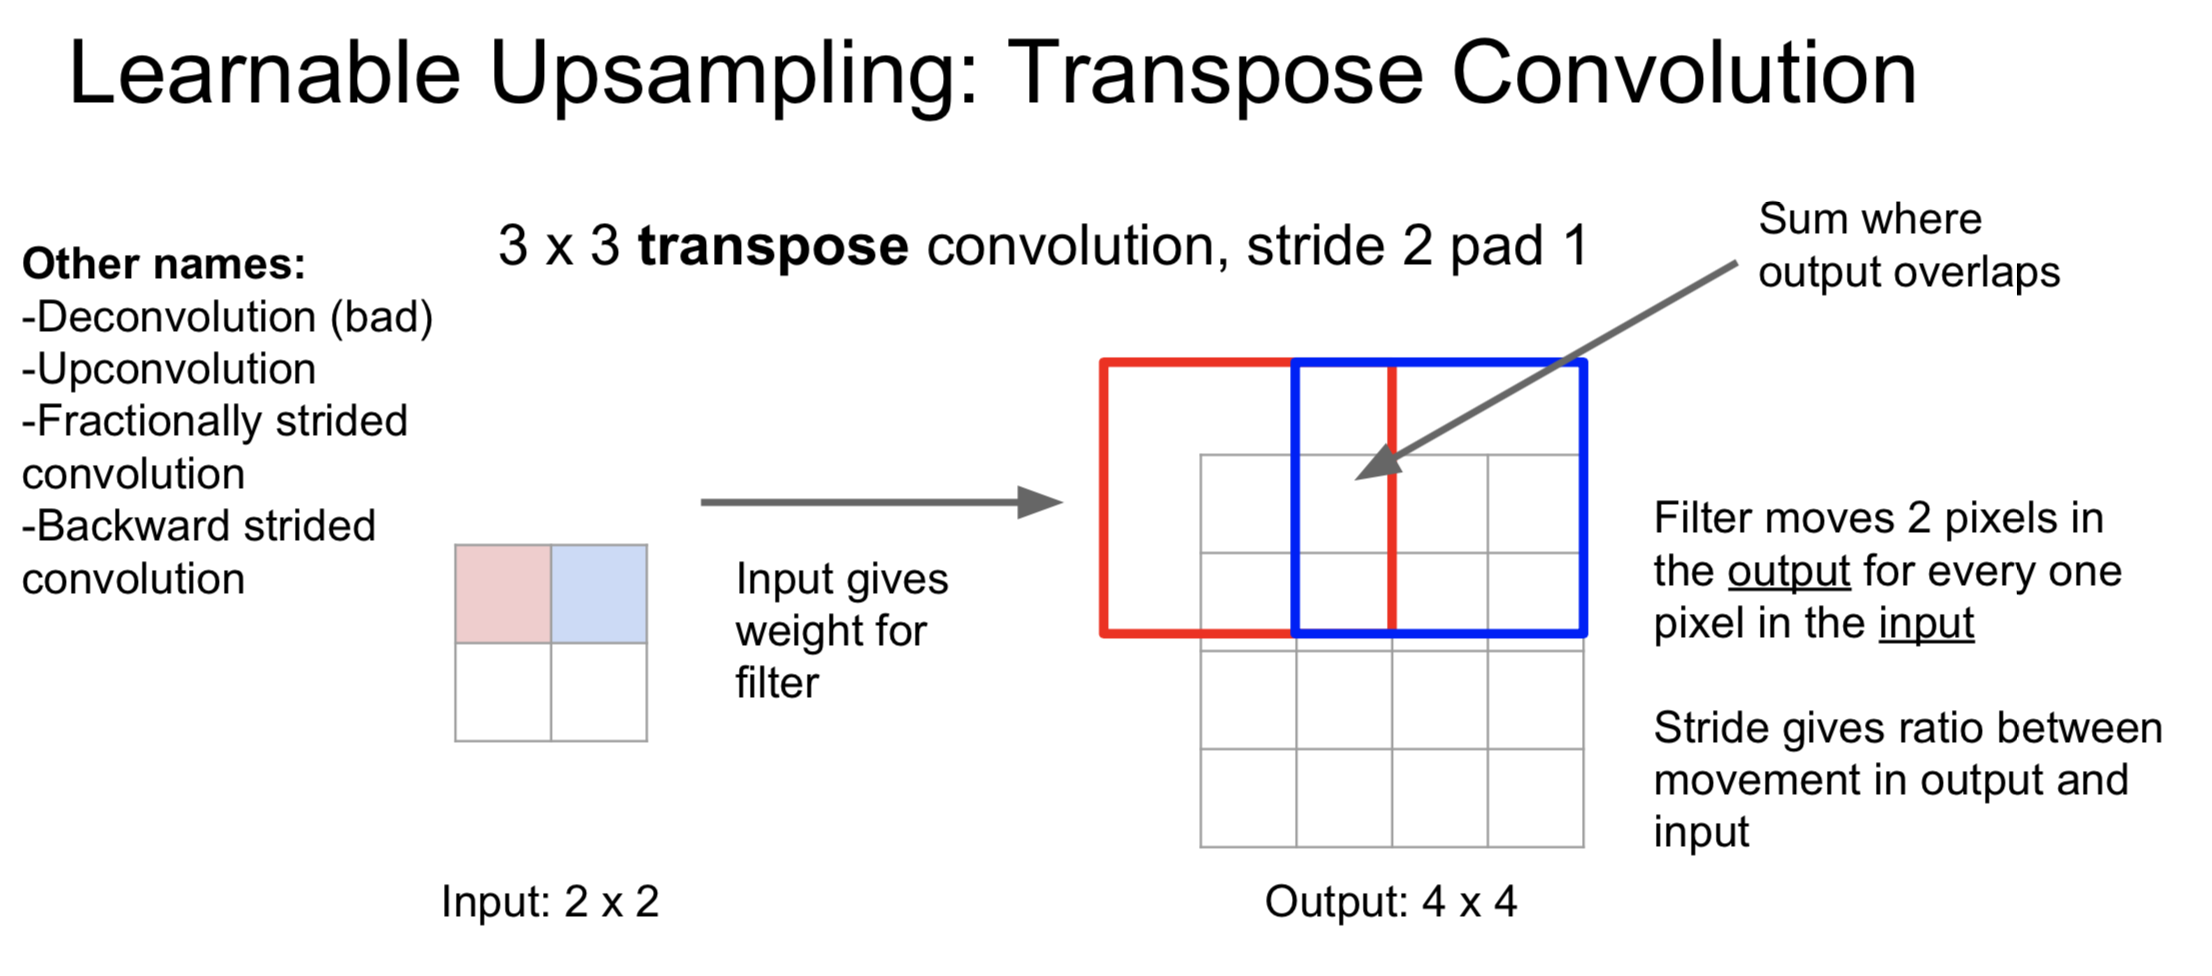 Learnable Upsampling: Transpose Convolution
Other names:
-Deconvolution (bad)
-Upconvolution
-Fractionally strided
convolution
-Backward strided
convolution
3 x 3 transpose convolution, stride 2 pad 1
Sum where
output overlaps
Input gives
weight for
filter
Filter moves 2 pixels in
the output for every one
pixel in the input
Stride gives ratio between
movement in output and
input
Input: 2 x 2
Output: 4 x 4